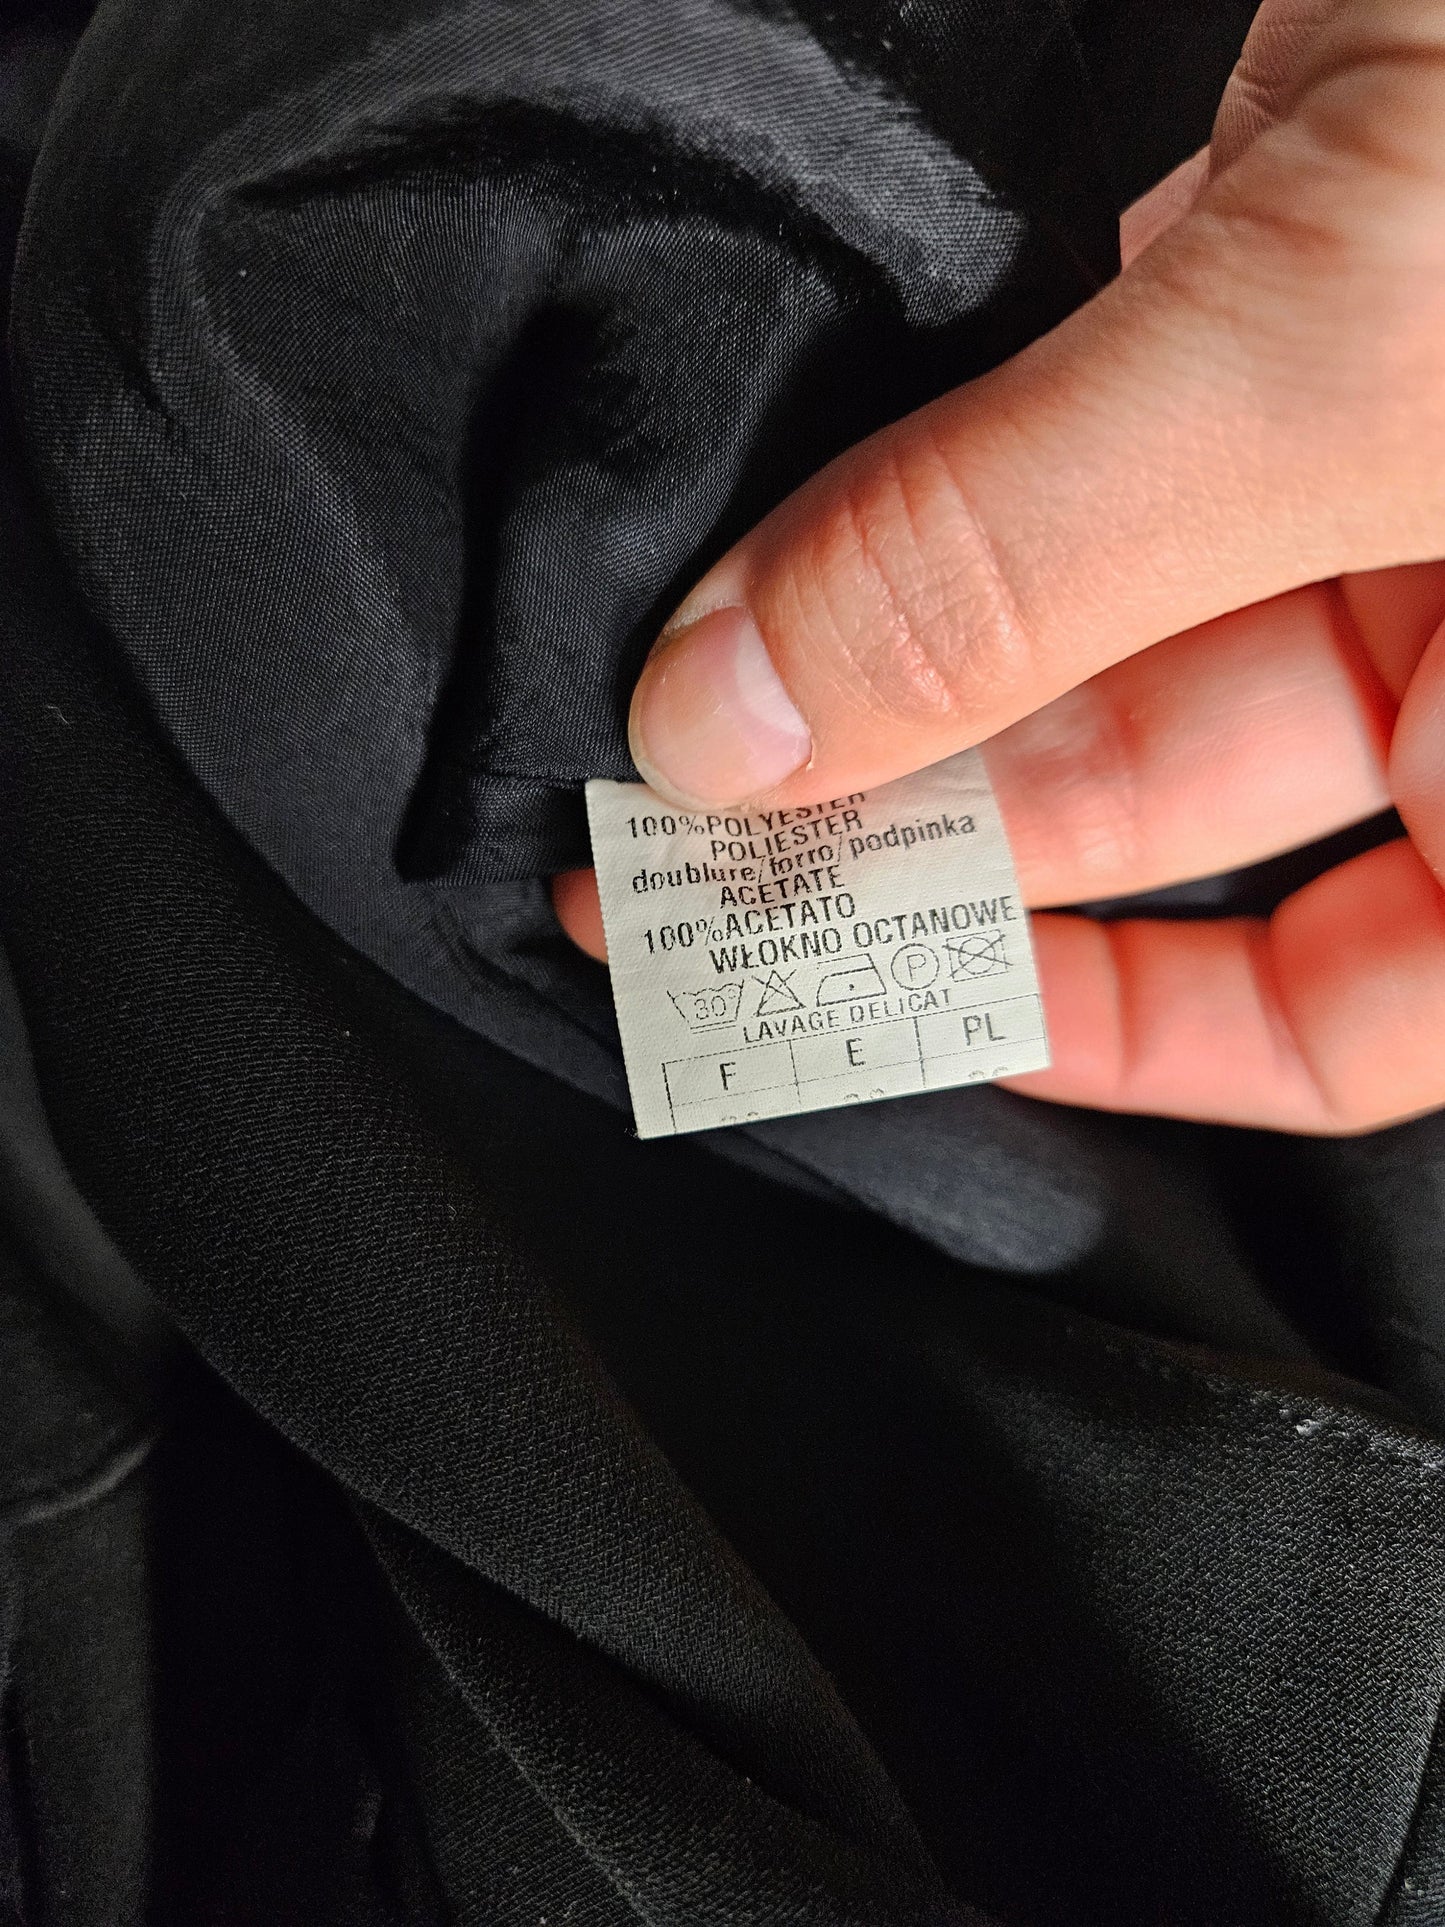 100%POLYESTER
POLIESTER
doublure/forro/podpinka
ACETATE
100%ACETATO
WŁOKNO OCTANOWE
30° P
LAVAGE DELICAT
F E PL